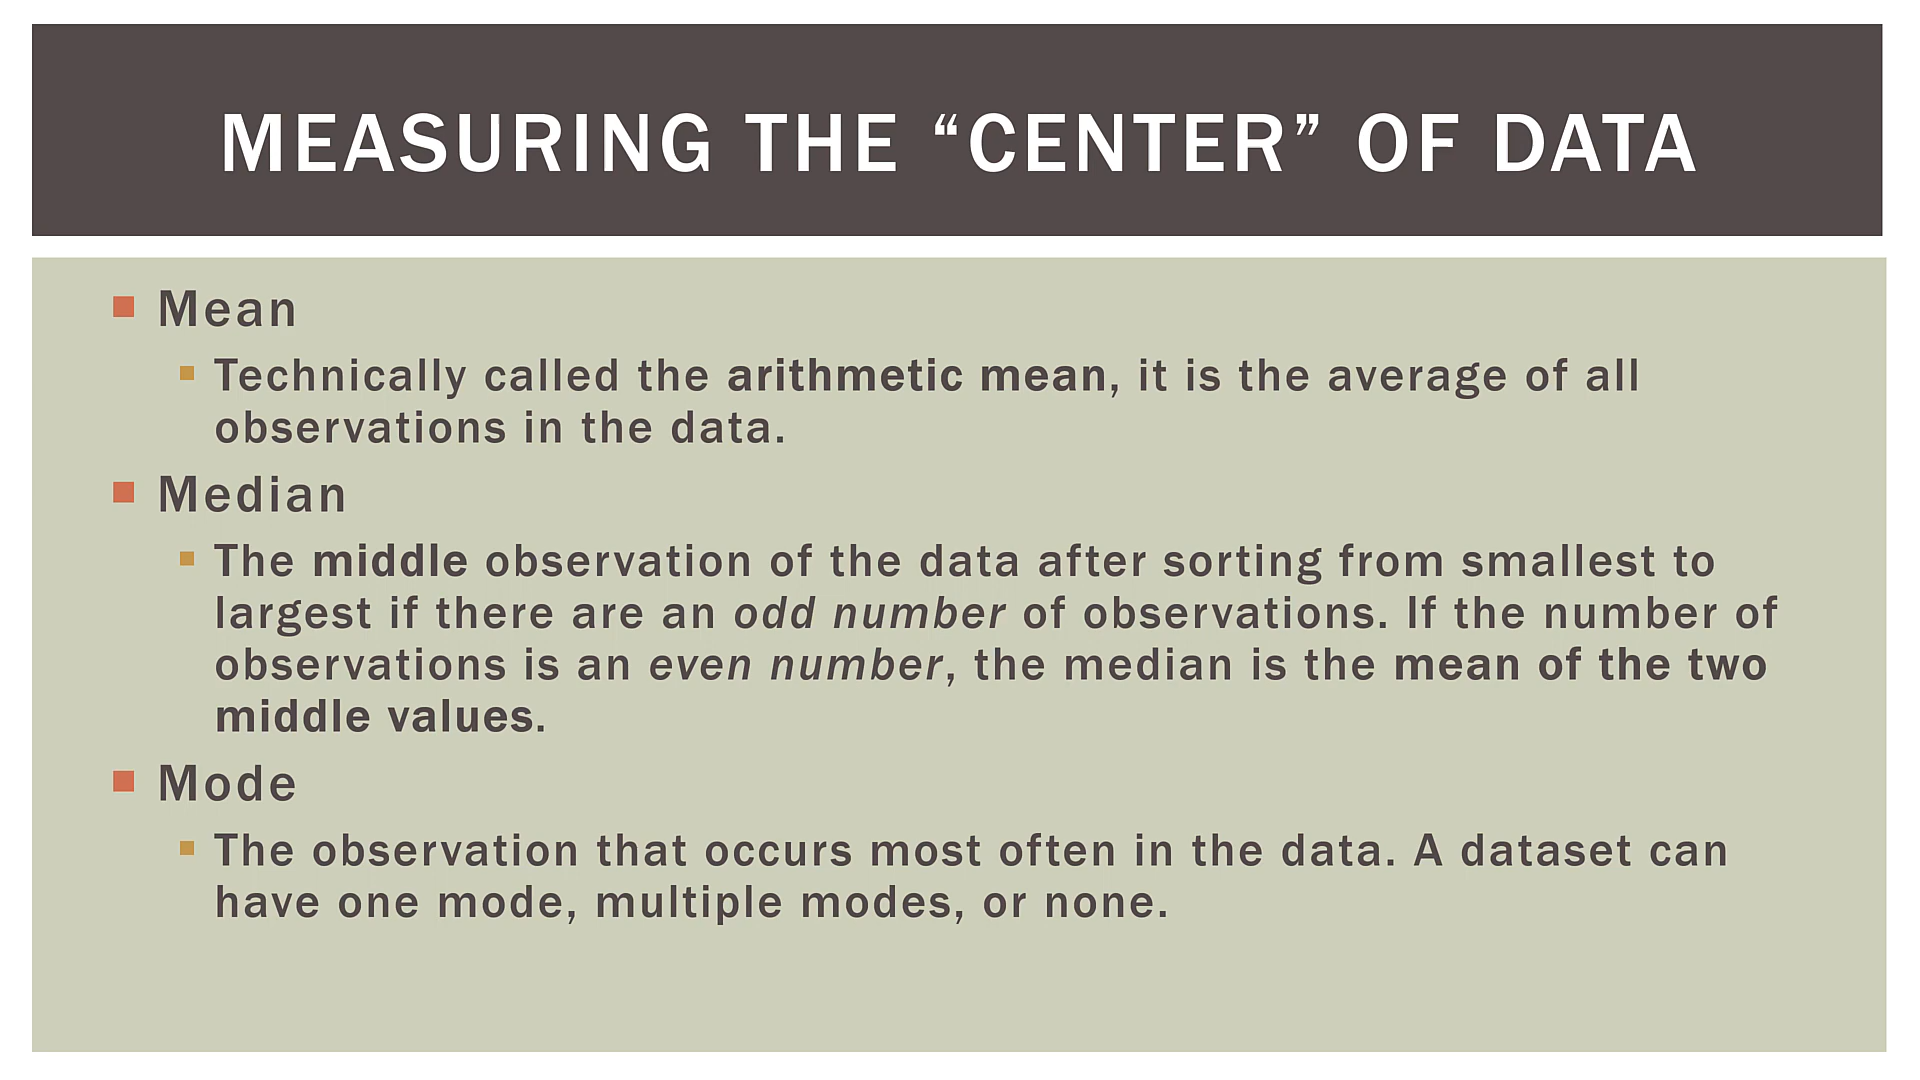 MEASURING THE “CENTER” OF DATA
Mean
Technically called the arithmetic mean, it is the average of all
observations in the data.
Median
The middle observation of the data after sorting from smallest to
largest if there are an odd number of observations. If the number of
observations is an even number, the median is the mean of the two
middle values.
Mode
The observation that occurs most often in the data. A dataset can
have one mode, multiple modes, or none.